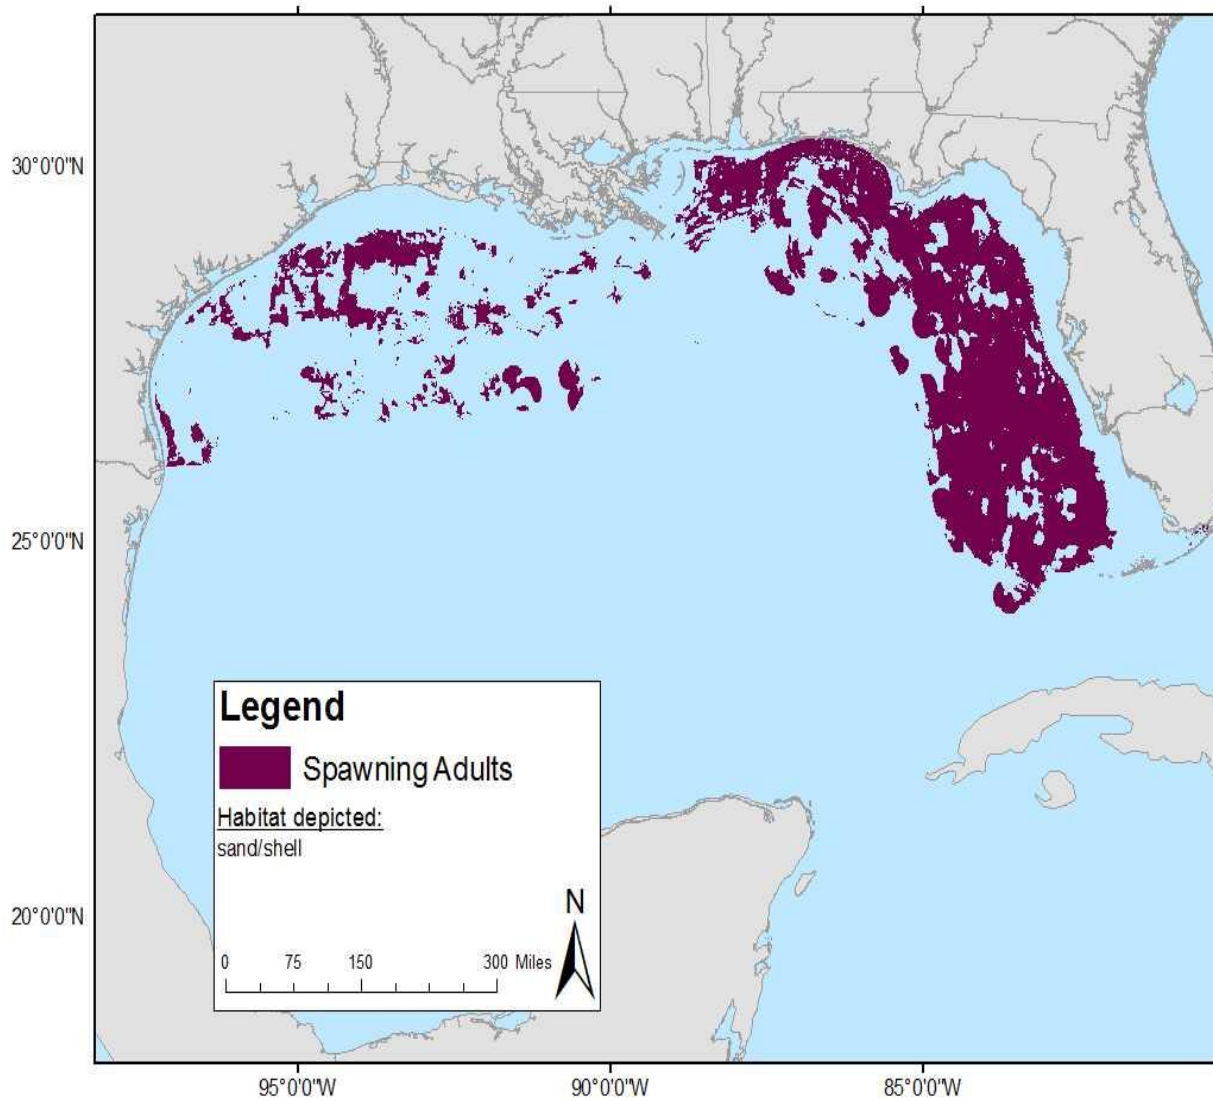 30°0'0"N
25°0'0"N
20°0'0"N
Legend
Spawning Adults
Habitat depicted:
sand/shell
N
0 75 150 300 Miles
95°0'0"W 90°0'0"W 85°0'0"W